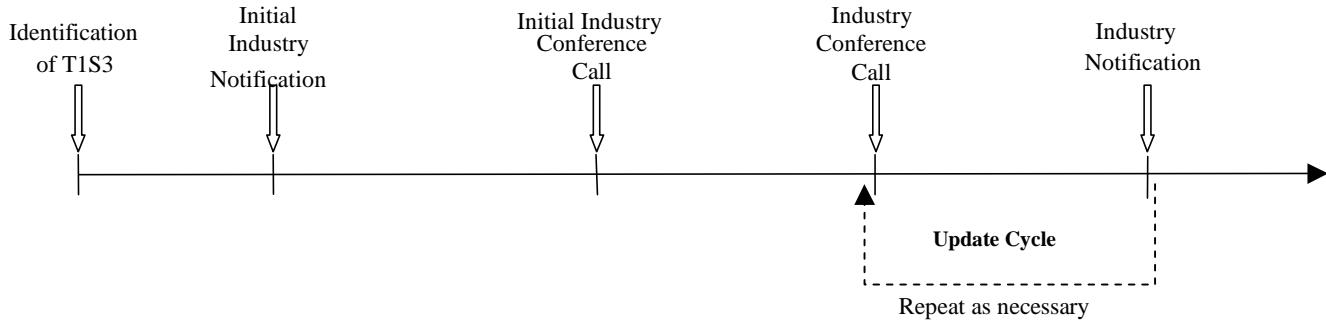 Identification
of T1S3
Initial
Industry
Notification
Initial Industry
Conference
Call
Industry
Conference
Call
Industry
Notification
Update Cycle
Repeat as necessary